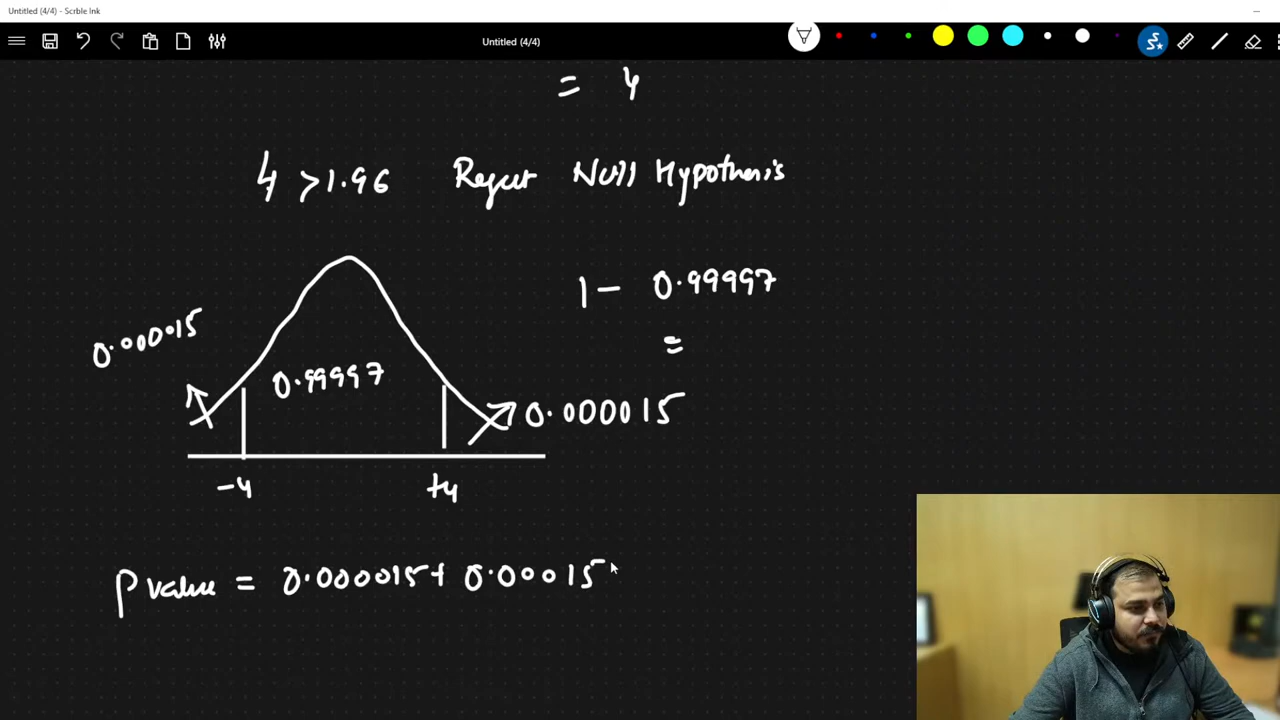 Untitled (4/4) - Scrble Ink
Untitled (4/4)
= 4
4 > 1.96 Reject Null Hypothesis
1 - 0.99997
=
0.000015
0.99997
0.000015
-4 +4
P value = 0.000015 + 0.00015